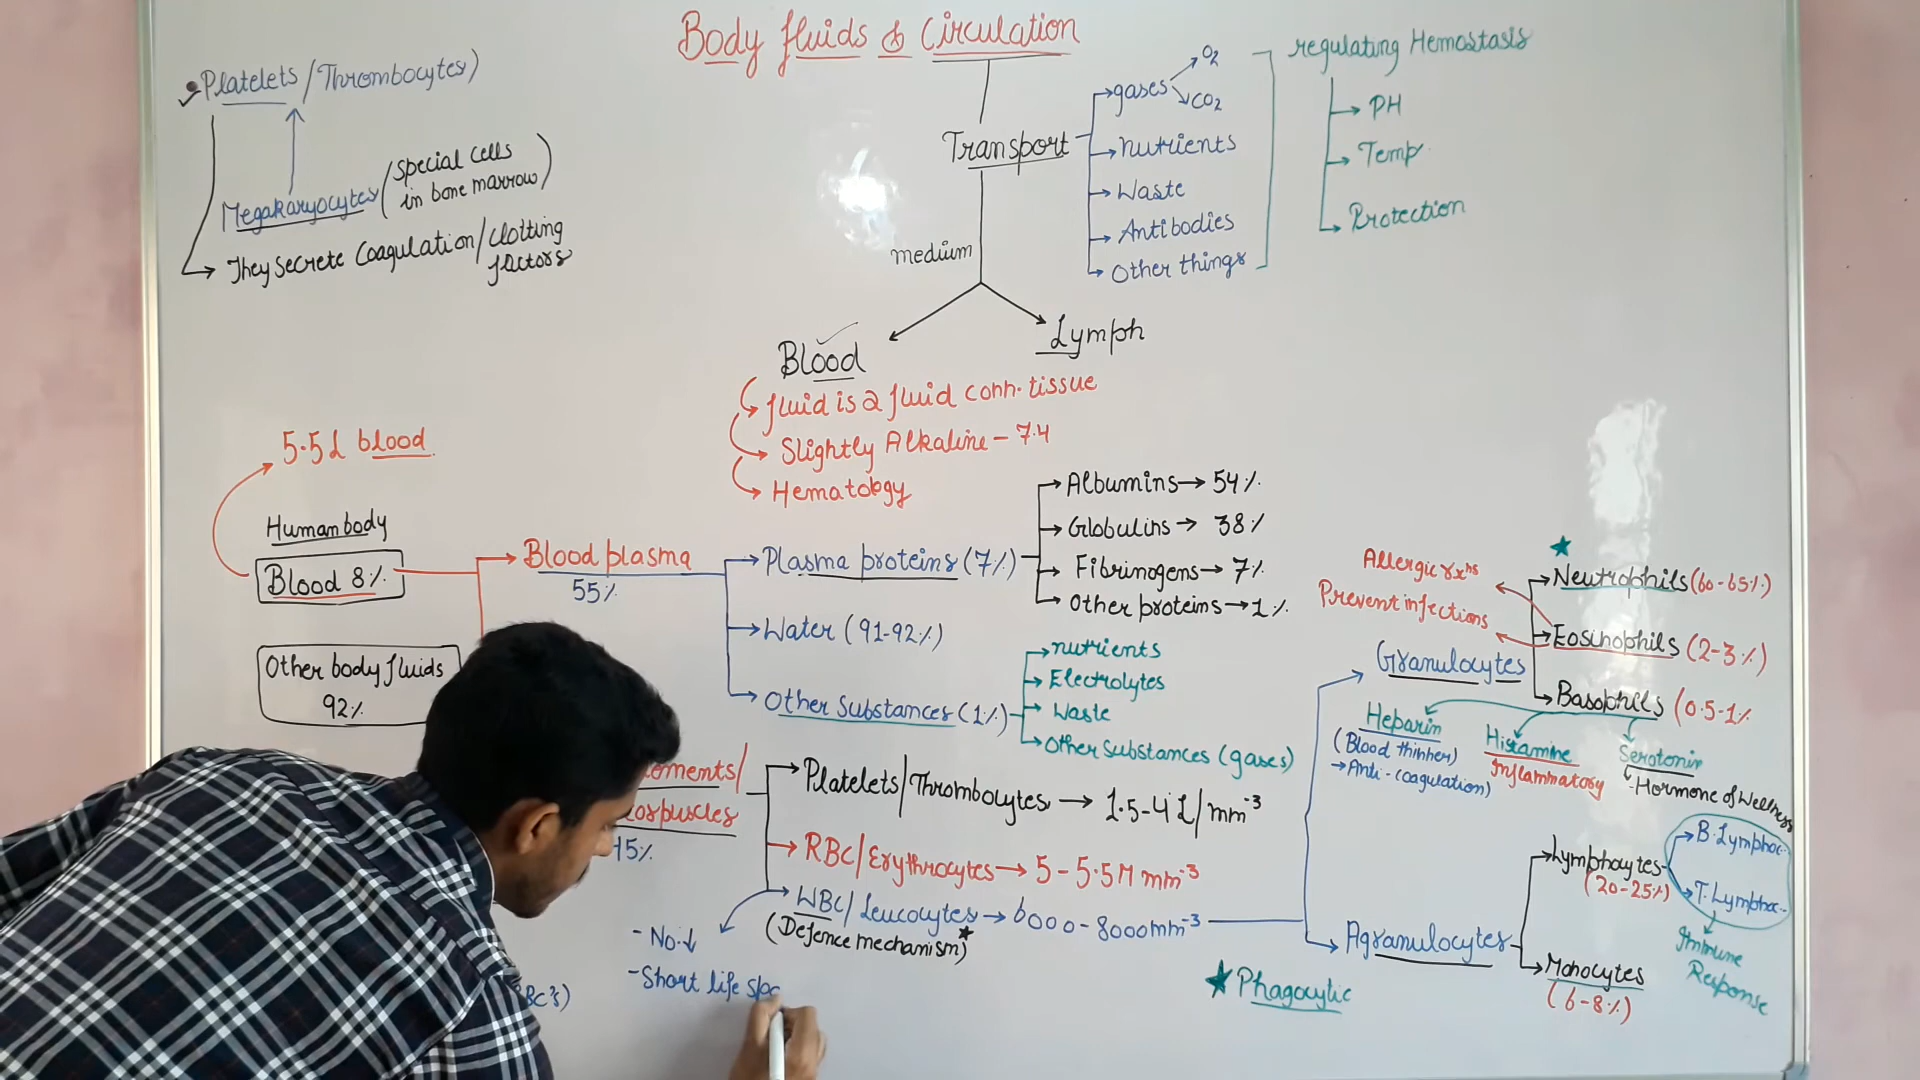 Body fluids & Circulation
Platelets/Thrombocytes)
Megakaryocytes (special cells
in bone marrow)
They secrete Coagulation/Clotting
factors
Transport
gases
O2
CO2
nutrients
Waste
Antibodies
Other things
regulating Hemostasis
PH
Temp.
Protection
medium
Blood
Lymph
fluid is a fluid conn. tissue
Slightly Alkaline - 7.4
Hematology
5.5L blood
Human body
Blood 8%
Other body fluids
92%
Blood plasma
55%
Plasma proteins (7%)
Albumins → 54%
Globulins → 38%
Fibrinogens → 7%
Other proteins → 1%
Water (91-92%)
Other Substances (1%)
nutrients
Electrolytes
Waste
Other substances (gases)
ments/
puscles
45%
Platelets/Thrombocytes → 1.5-4 L/mm-3
RBC/Erythrocytes → 5-5.5M mm-3
WBC/Leucocytes → 6000-8000mm-3
(Defence mechanism)★
- No.↓
- Short life spa
BC's)
Granulocytes
★
Neutrophils (60-65%)
Eosinophils (2-3%)
Basophils (0.5-1%
Allergic rxns
Prevent infections
Heparin
(Blood thinner)
→ Anti-coagulation)
Histamine
Inflammatory
Serotonin
Hormone of Wellness
Agranulocytes
Lymphocytes
(20-25%)
B.Lymphoc..
T.Lymphoc..
Immune
Response
Monocytes
(6-8%)
★ Phagocytic